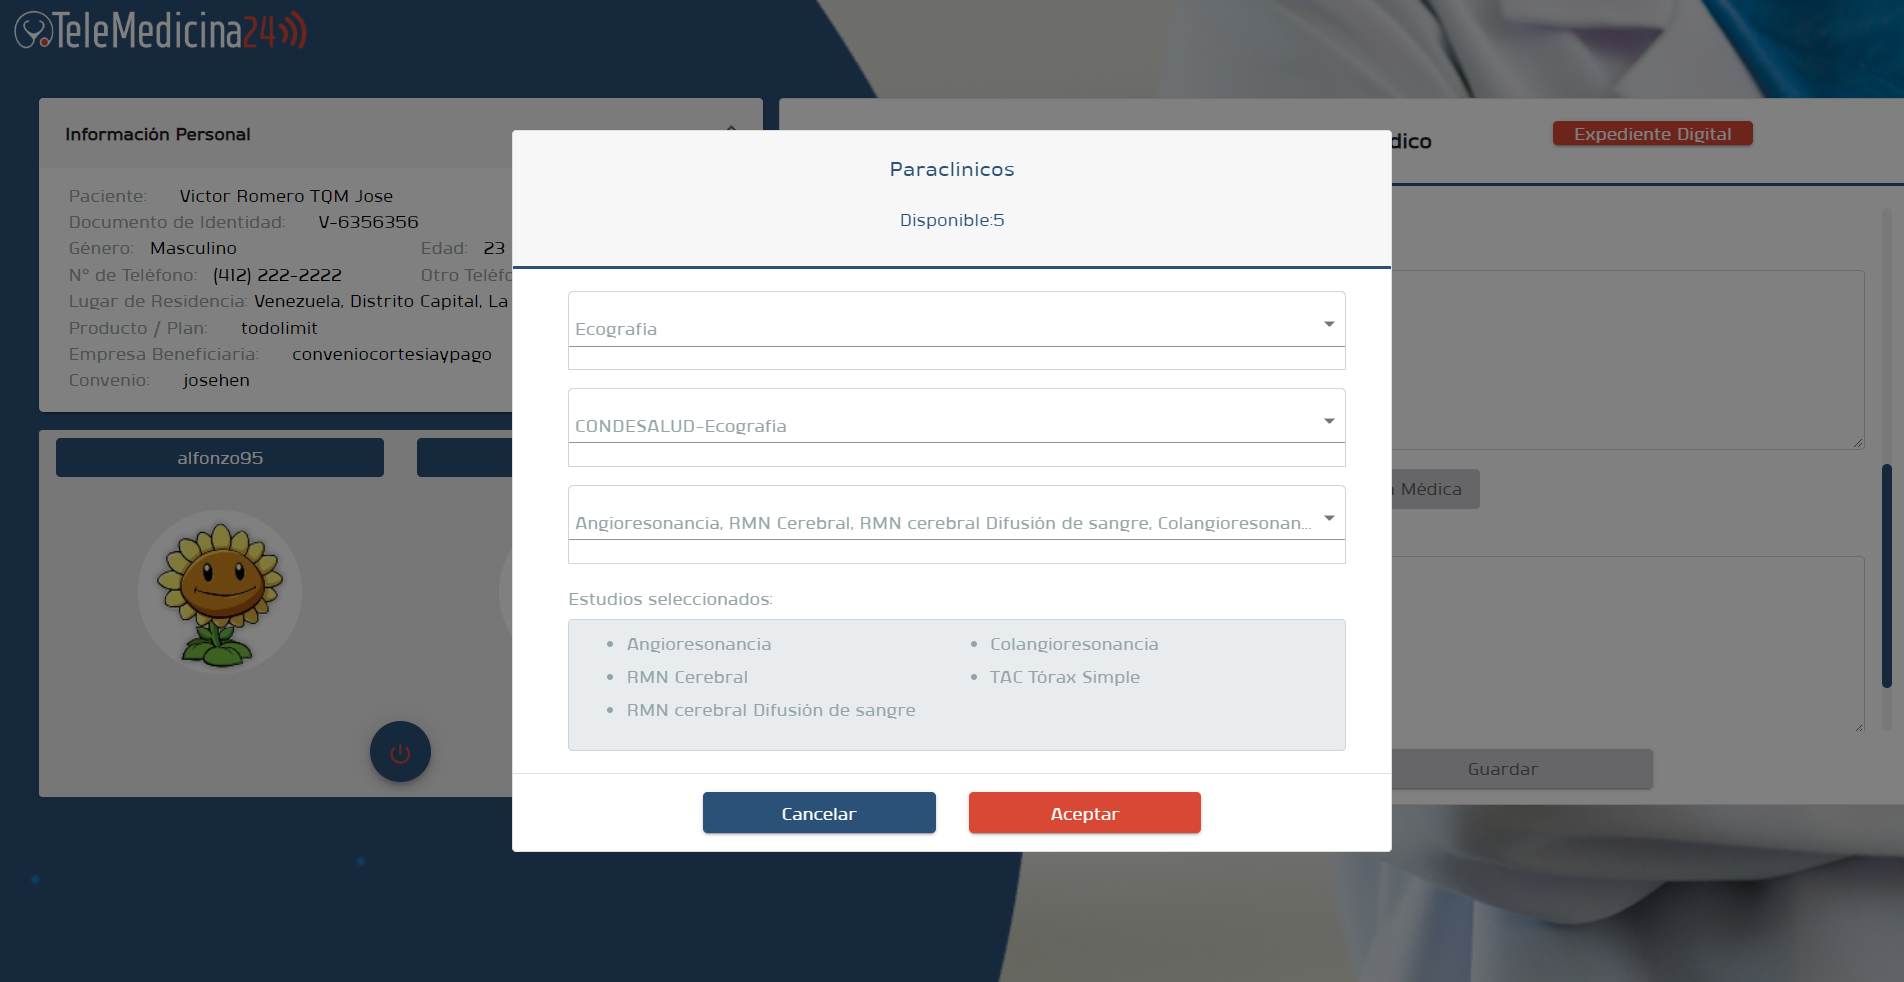 TeleMedicina24
Información Personal
Paciente: Victor Romero TQM Jose
Documento de Identidad: V-6356356
Género: Masculino Edad: 23
N° de Teléfono: (412) 222-2222 Otro Teléfo
Lugar de Residencia: Venezuela, Distrito Capital, La
Producto / Plan: todolimit
Empresa Beneficiaria: conveniocortesiaypago
Convenio: josehen
alfonzo95
Paraclinicos
Disponible:5
Ecografía
CONDESALUD-Ecografia
Angioresonancia, RMN Cerebral, RMN cerebral Difusión de sangre, Colangioresonan...
Estudios seleccionados:
• Angioresonancia
• RMN Cerebral
• RMN cerebral Difusión de sangre
• Colangioresonancia
• TAC Tórax Simple
Cancelar
Aceptar
dico
Expediente Digital
Médica
Guardar